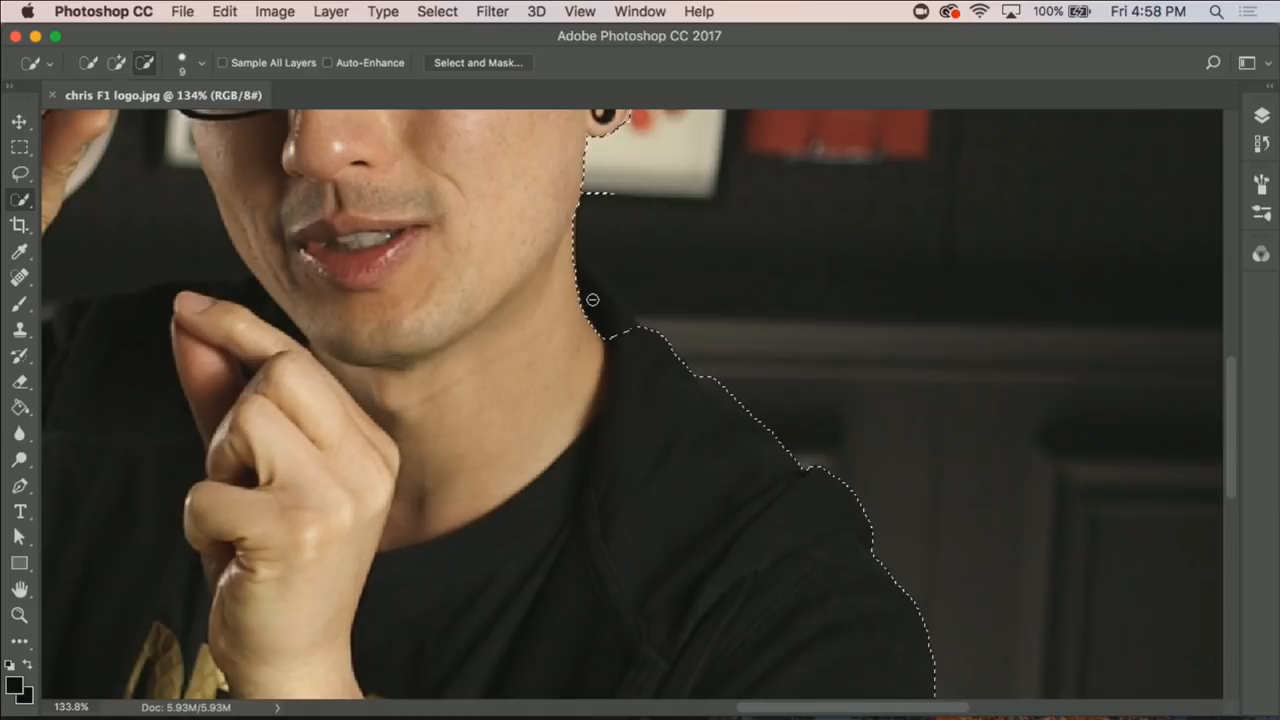 Photoshop CC File Edit Image Layer Type Select Filter 3D View Window Help 100% Fri 4:58 PM
Adobe Photoshop CC 2017
9 Sample All Layers Auto-Enhance Select and Mask...
× chris F1 logo.jpg @ 134% (RGB/8#)
133.8% Doc: 5.93M/5.93M